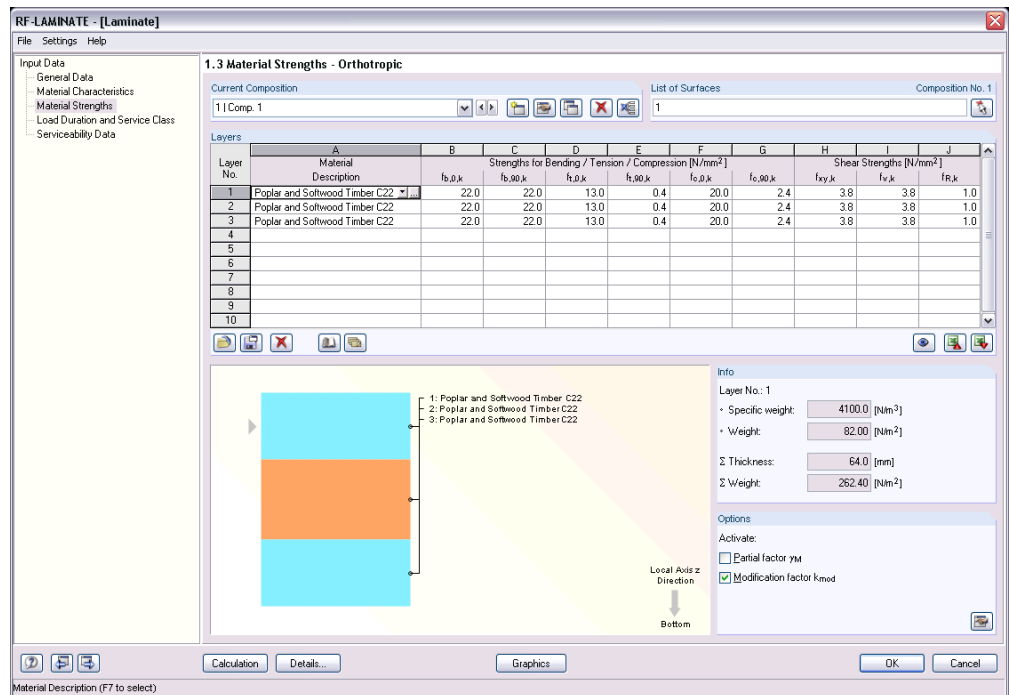 RF-LAMINATE - [Laminate]
File Settings Help
Input Data
General Data
Material Characteristics
Material Strengths
Load Duration and Service Class
Serviceability Data
1.3 Material Strengths - Orthotropic
Current Composition
List of Surfaces
Composition No. 1
1 | Comp. 1
1
Layers
A B C D E F G H I J
Layer No.
Material Description
Strengths for Bending / Tension / Compression [N/mm²]
Shear Strengths [N/mm²]
fb,0,k fb,90,k ft,0,k ft,90,k fc,0,k fc,90,k fxy,k fv,k fR,k
1 Poplar and Softwood Timber C22 ... 22.0 22.0 13.0 0.4 20.0 2.4 3.8 3.8 1.0
2 Poplar and Softwood Timber C22 22.0 22.0 13.0 0.4 20.0 2.4 3.8 3.8 1.0
3 Poplar and Softwood Timber C22 22.0 22.0 13.0 0.4 20.0 2.4 3.8 3.8 1.0
4
5
6
7
8
9
10
1: Poplar and Softwood Timber C22
2: Poplar and Softwood Timber C22
3: Poplar and Softwood Timber C22
Local Axis z
Direction
Bottom
Info
Layer No.: 1
• Specific weight: 4100.0 [N/m³]
• Weight: 82.00 [N/m²]
Σ Thickness: 64.0 [mm]
Σ Weight: 262.40 [N/m²]
Options
Activate:
Partial factor γM
Modification factor kmod
Calculation
Details...
Graphics
OK
Cancel
Material Description (F7 to select)